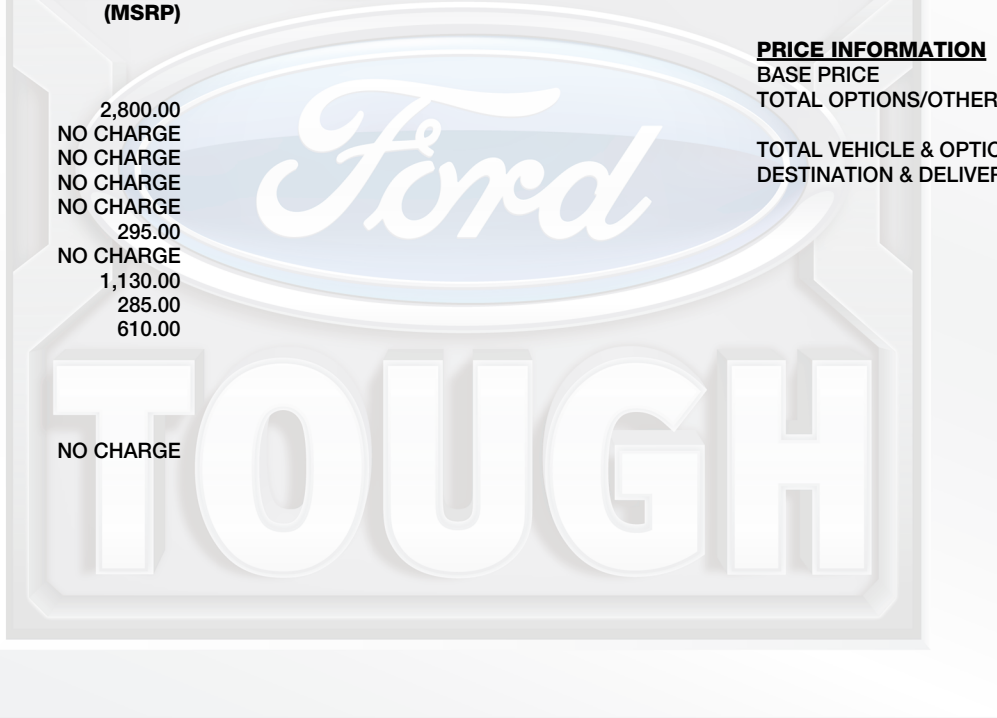 (MSRP)
2,800.00
NO CHARGE
NO CHARGE
NO CHARGE
NO CHARGE
295.00
NO CHARGE
1,130.00
285.00
610.00
NO CHARGE
PRICE INFORMATION
BASE PRICE
TOTAL OPTIONS/OTHER
TOTAL VEHICLE & OPTIO
DESTINATION & DELIVER
Ford
TOUGH